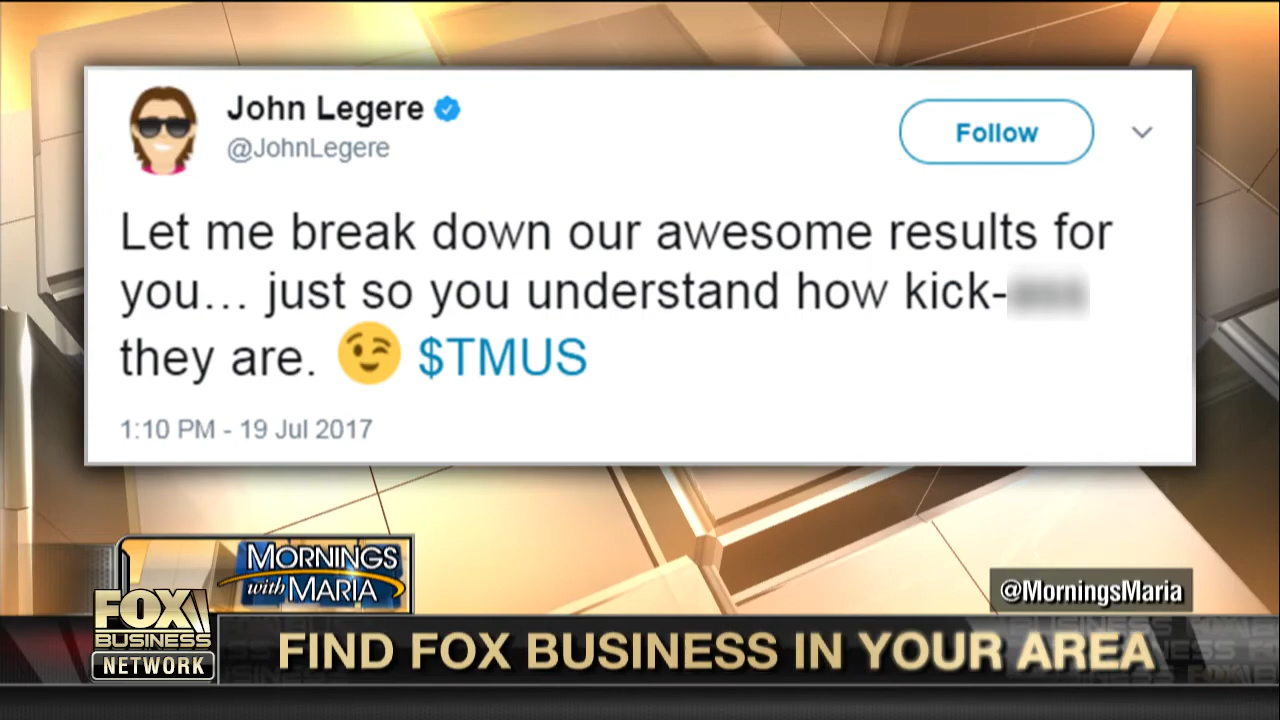 John Legere
@JohnLegere
Follow
Let me break down our awesome results for
you... just so you understand how kick-
they are. 😉 $TMUS
1:10 PM - 19 Jul 2017
MORNINGS
with MARIA
@MorningsMaria
FOX
BUSINESS
NETWORK
FIND FOX BUSINESS IN YOUR AREA